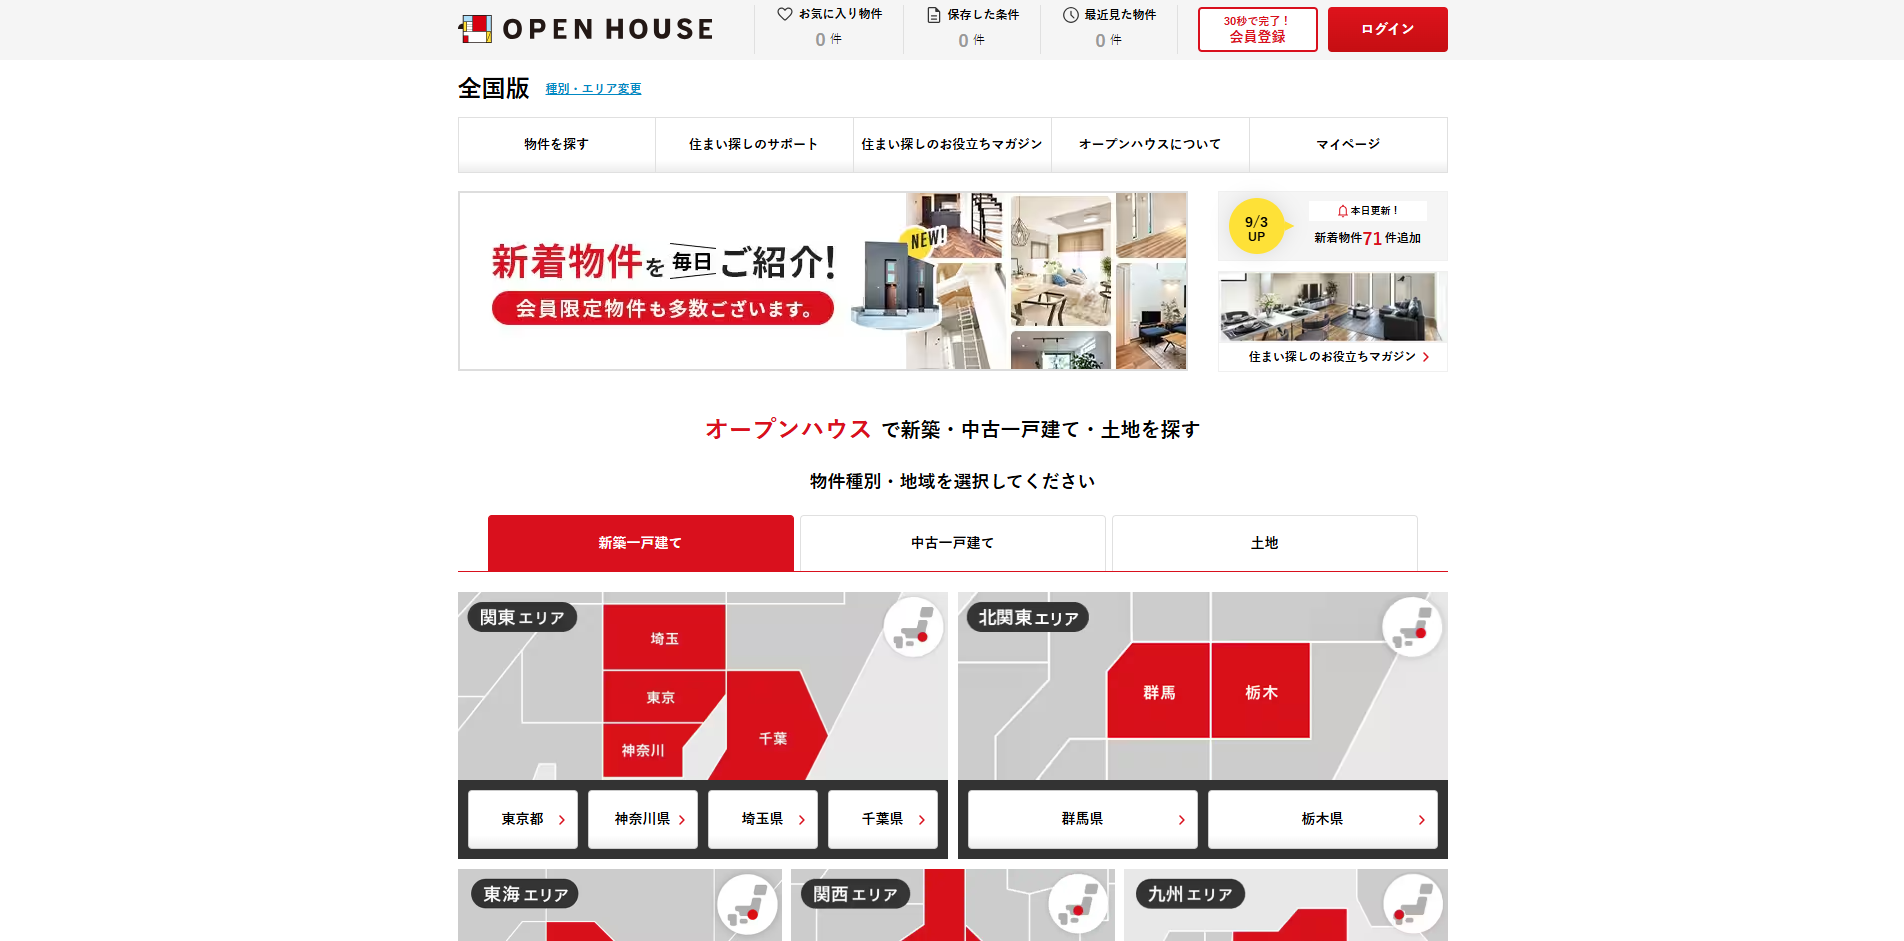 OPEN HOUSE
お気に入り物件
0 件
保存した条件
0 件
最近見た物件
0 件
30秒で完了！
会員登録
ログイン
全国版
種別・エリア変更
物件を探す
住まい探しのサポート
住まい探しのお役立ちマガジン
オープンハウスについて
マイページ
新着物件を毎日ご紹介!
会員限定物件も多数ございます。
NEW!
9/3
UP
本日更新！
新着物件71件追加
住まい探しのお役立ちマガジン
オープンハウス で新築・中古一戸建て・土地を探す
物件種別・地域を選択してください
新築一戸建て
中古一戸建て
土地
関東エリア
埼玉
東京
神奈川
千葉
東京都
神奈川県
埼玉県
千葉県
北関東エリア
群馬
栃木
群馬県
栃木県
東海エリア
関西エリア
九州エリア